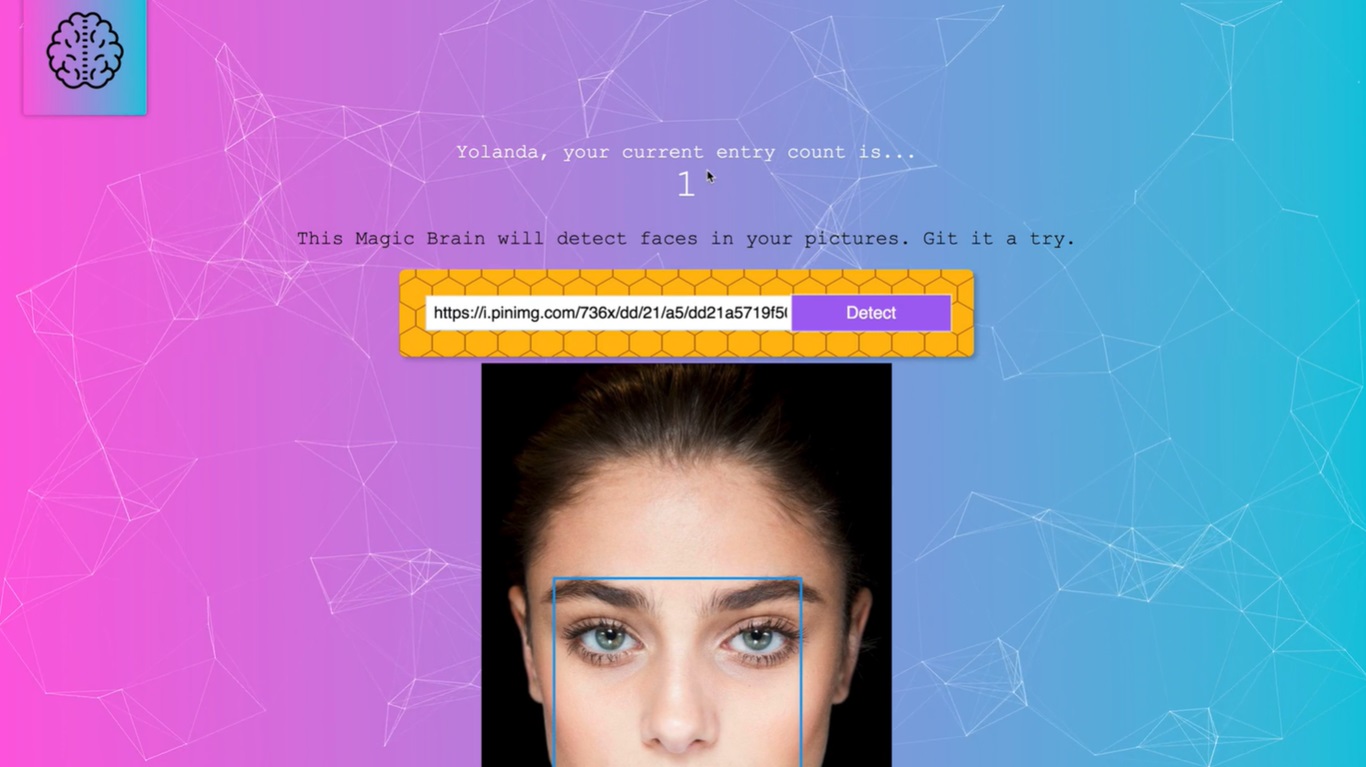 Yolanda, your current entry count is...
1
This Magic Brain will detect faces in your pictures. Git it a try.
https://i.pinimg.com/736x/dd/21/a5/dd21a5719f5 Detect